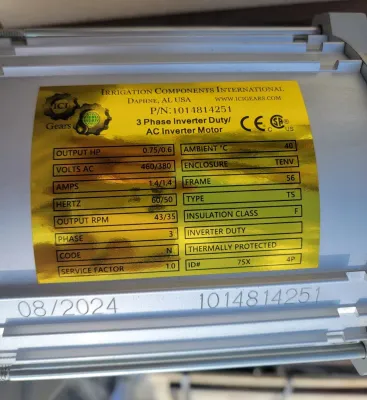 ICI
Gears
IRRIGATION COMPONENTS INTERNATIONAL
DAPHNE, AL USA WWW.ICIGEARS.COM
P/N:1014814251
3 Phase Inverter Duty/
AC Inverter Motor
CE CSA US
OUTPUT HP 0.75/0.6
VOLTS AC 460/380
AMPS 1.4/1.4
HERTZ 60/50
OUTPUT RPM 43/35
PHASE 3
CODE N
SERVICE FACTOR 1.0
AMBIENT °C 40
ENCLOSURE TENV
FRAME 56
TYPE TS
INSULATION CLASS F
INVERTER DUTY
THERMALLY PROTECTED
ID# 75X 4P
08/2024 1014814251